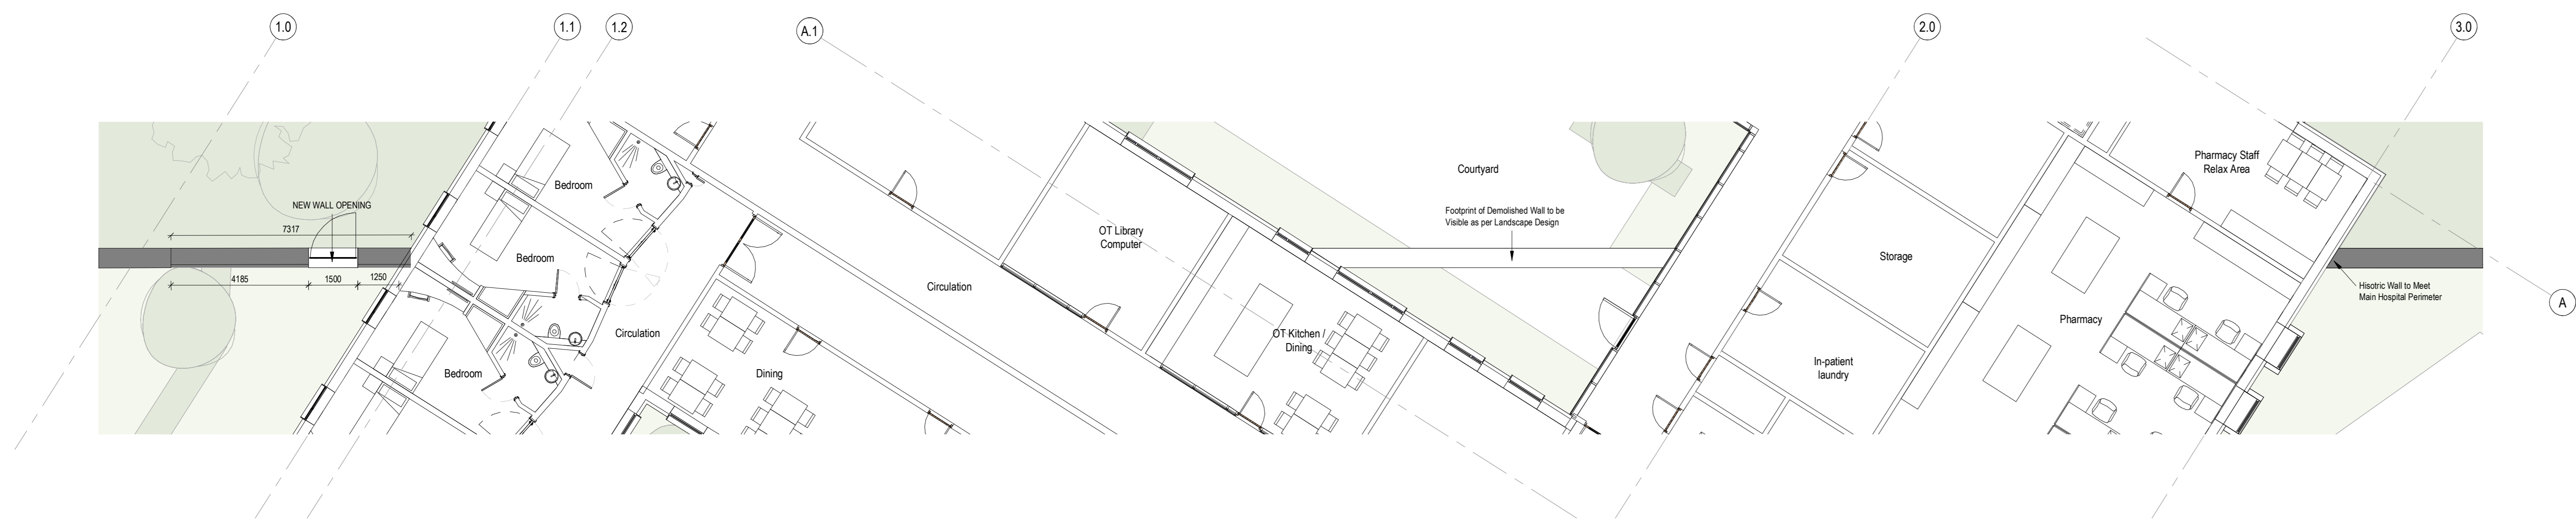 1.0
1.1
1.2
A.1
2.0
3.0
Courtyard
Pharmacy Staff
Relax Area
Bedroom
NEW WALL OPENING
7317
Footprint of Demolished Wall to be
Visible as per Landscape Design
OT Library
Computer
Bedroom
Storage
4185
1500
1250
Circulation
Hisotric Wall to Meet
Main Hospital Perimeter
A
Circulation
OT Kitchen /
Dining
Pharmacy
In-patient
laundry
Bedroom
Dining